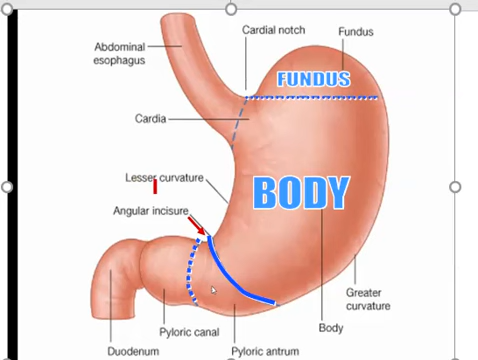 Cardial notch
Fundus
Abdominal
esophagus
FUNDUS
Cardia
Lesser curvature
BODY
Angular incisure
Greater
curvature
Pyloric canal
Body
Duodenum
Pyloric antrum